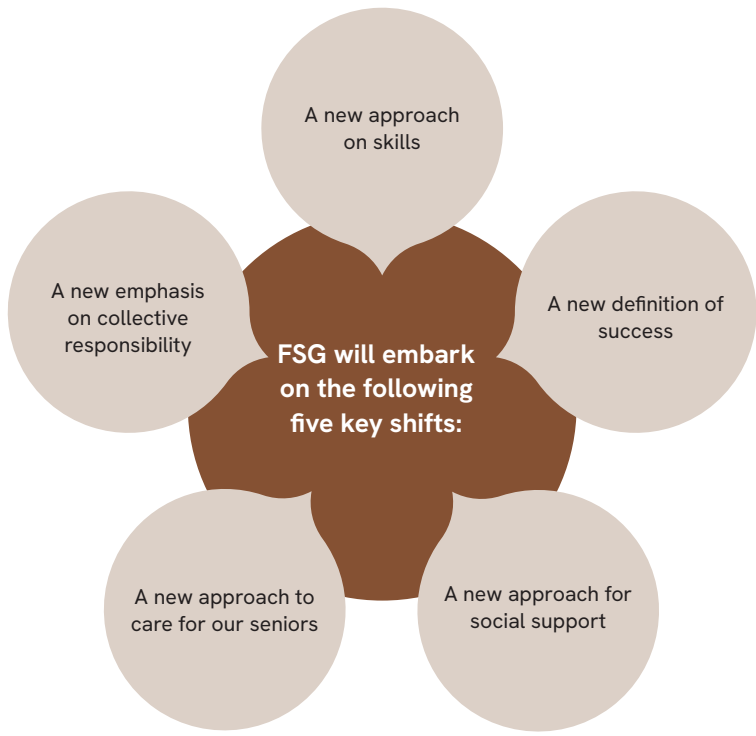 A new approach
on skills
A new emphasis
on collective
responsibility
A new definition of
success
FSG will embark
on the following
five key shifts:
A new approach to
care for our seniors
A new approach for
social support